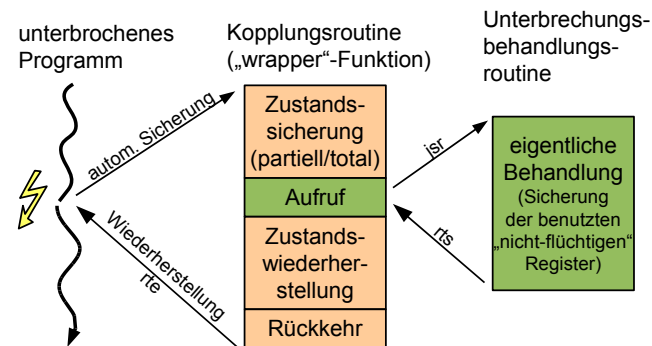 unterbrochenes
Programm
Kopplungsroutine
(„wrapper“-Funktion)
Unterbrechungs-
behandlungs-
routine
autom. Sicherung
Wiederherstellung
rte
Zustands-
sicherung
(partiell/total)
Aufruf
Zustands-
wiederher-
stellung
Rückkehr
jsr
rts
eigentliche
Behandlung
(Sicherung
der benutzten
„nicht-flüchtigen“
Register)